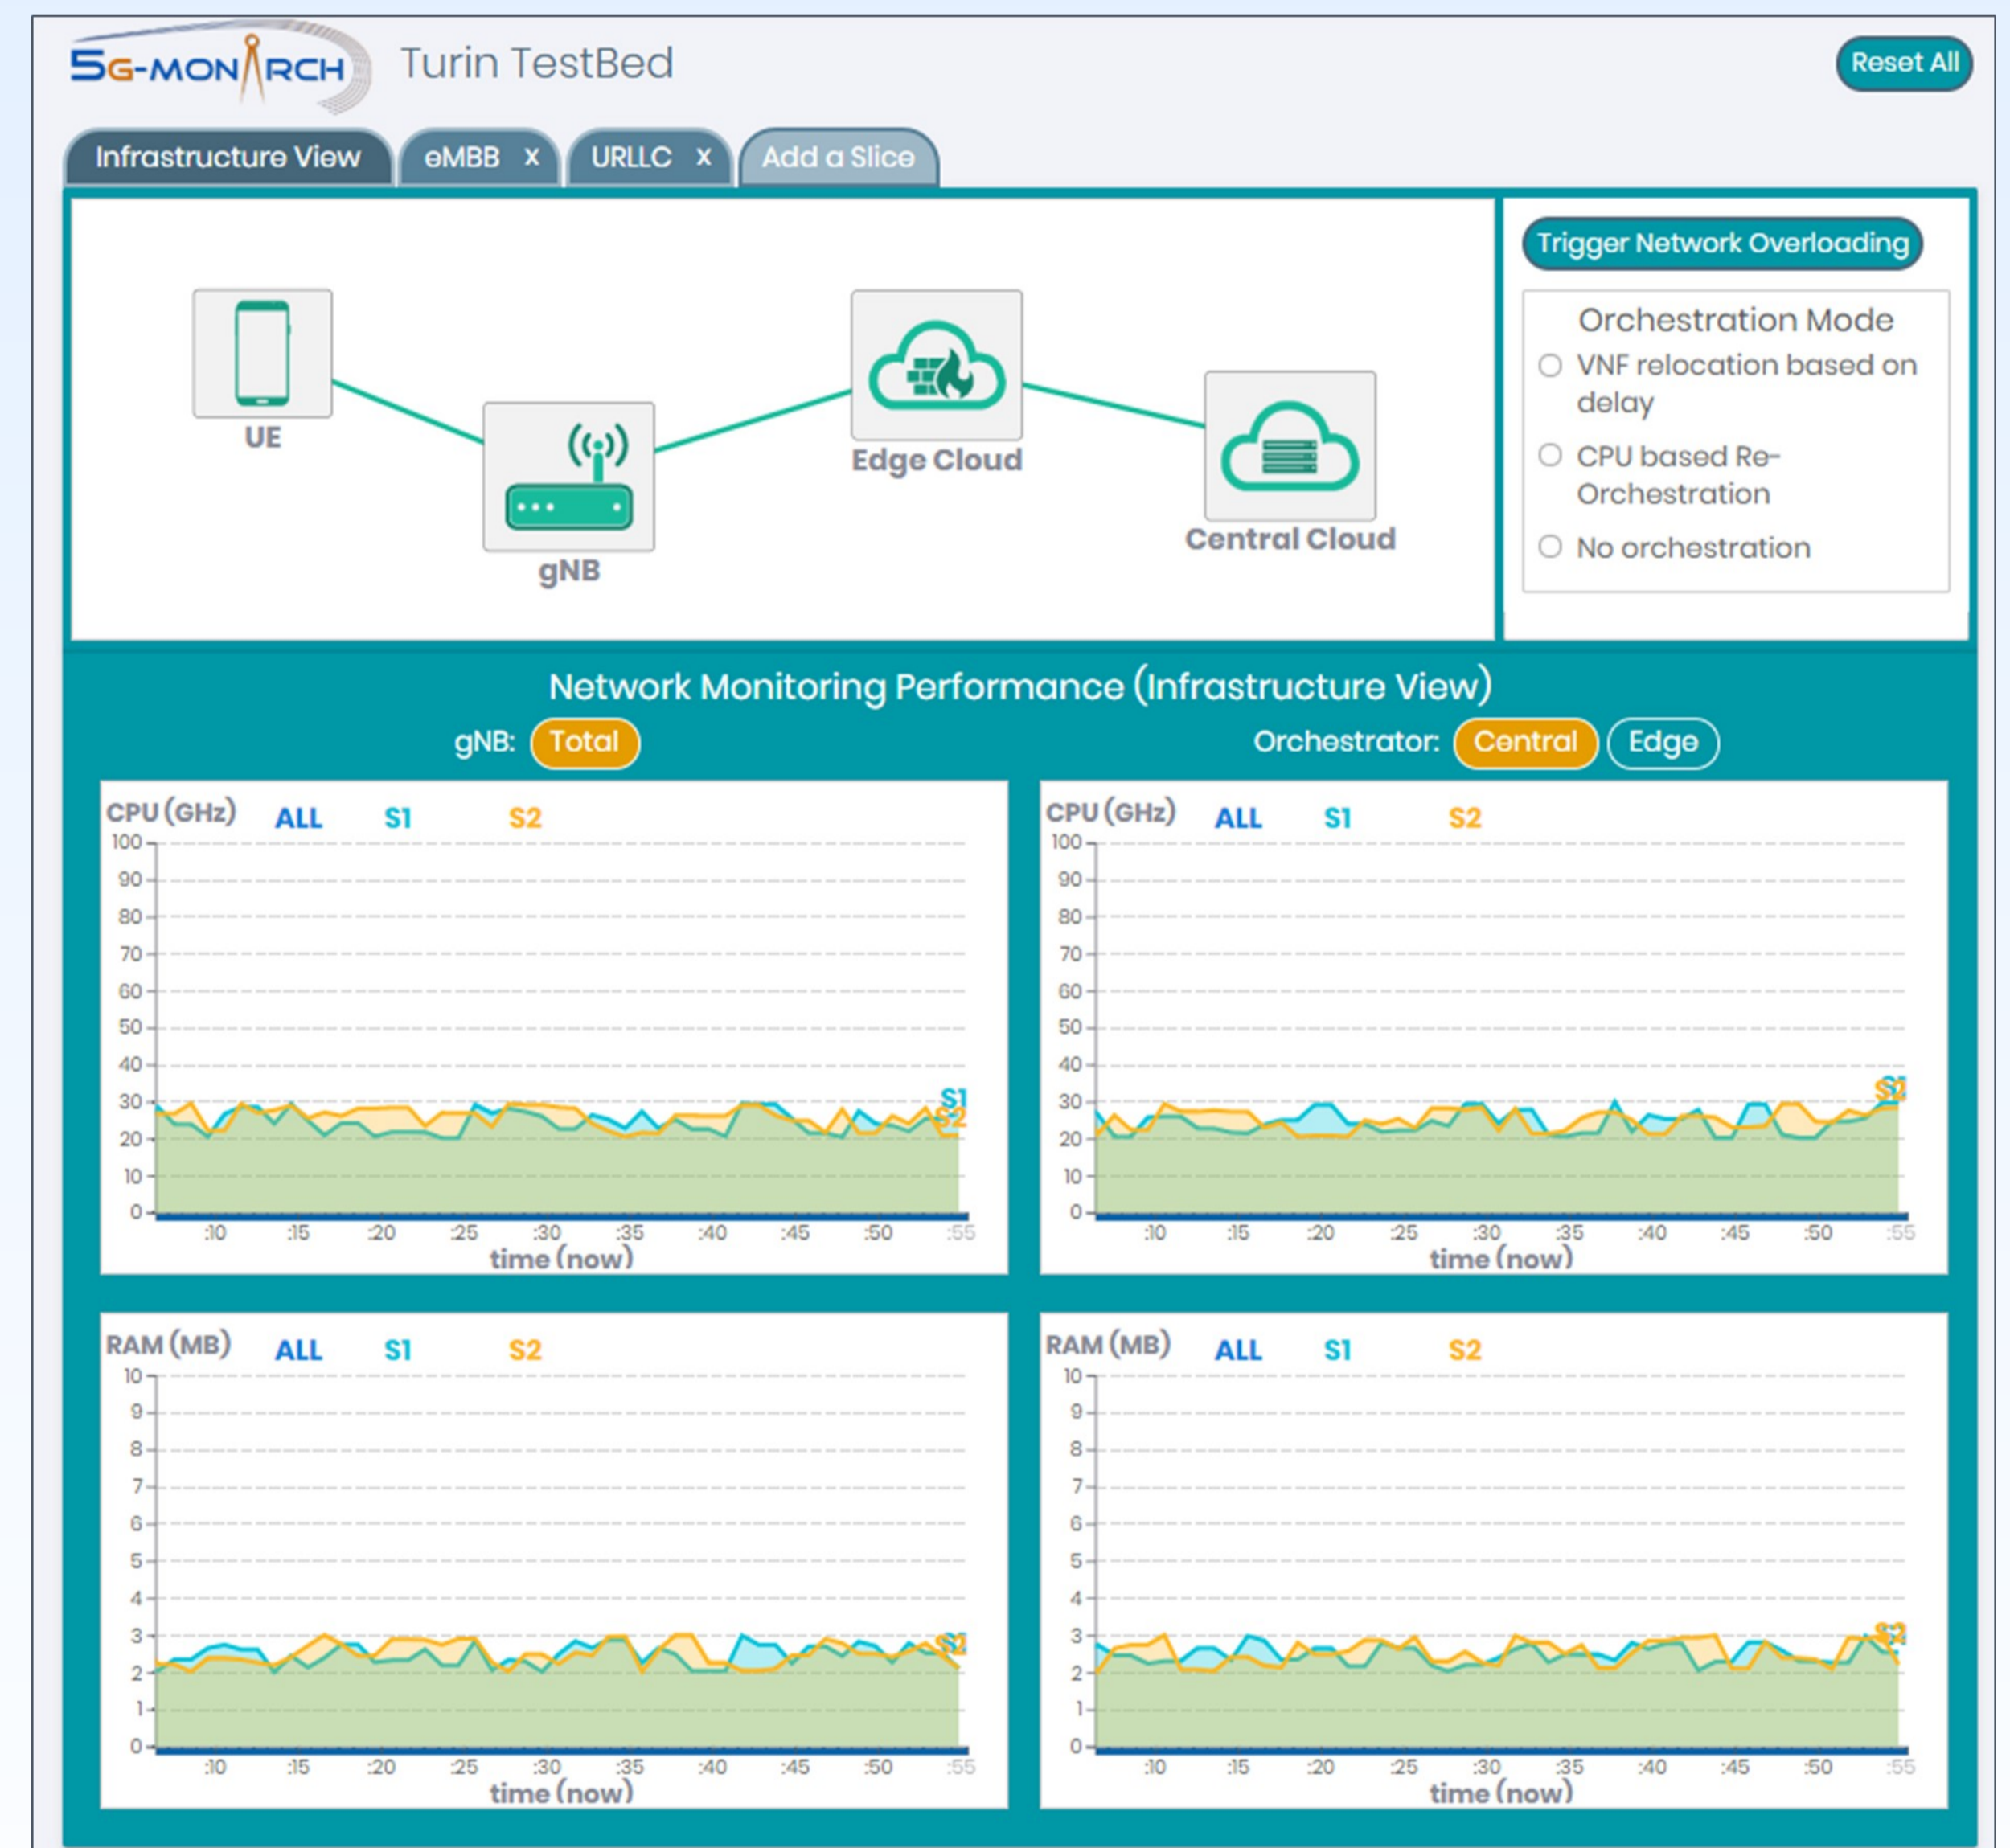 5G-MONARCH
Turin TestBed
Reset All
Infrastructure View
eMBB x
URLLC x
Add a Slice
UE
gNB
Edge Cloud
Central Cloud
Trigger Network Overloading
Orchestration Mode
VNF relocation based on
delay
CPU based Re-
Orchestration
No orchestration
Network Monitoring Performance (Infrastructure View)
gNB: Total
Orchestrator: Central Edge
CPU (GHz) ALL S1 S2
100
90
80
70
60
50
40
30
20
10
0
S1
S2
:10 :15 :20 :25 :30 :35 :40 :45 :50 :55
time (now)
CPU (GHz) ALL S1 S2
100
90
80
70
60
50
40
30
20
10
0
S1
S2
:10 :15 :20 :25 :30 :35 :40 :45 :50 :55
time (now)
RAM (MB) ALL S1 S2
10
9
8
7
6
5
4
3
2
1
0
S2
:10 :15 :20 :25 :30 :35 :40 :45 :50 :55
time (now)
RAM (MB) ALL S1 S2
10
9
8
7
6
5
4
3
2
1
0
S2
:10 :15 :20 :25 :30 :35 :40 :45 :50 :55
time (now)